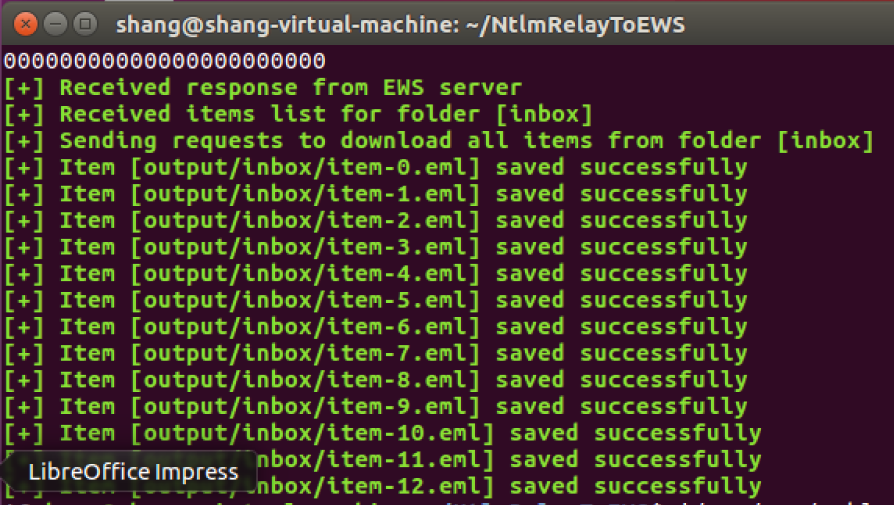 shang@shang-virtual-machine: ~/NtlmRelayToEWS
00000000000000000000000
[+] Received response from EWS server
[+] Received items list for folder [inbox]
[+] Sending requests to download all items from folder [inbox]
[+] Item [output/inbox/item-0.eml] saved successfully
[+] Item [output/inbox/item-1.eml] saved successfully
[+] Item [output/inbox/item-2.eml] saved successfully
[+] Item [output/inbox/item-3.eml] saved successfully
[+] Item [output/inbox/item-4.eml] saved successfully
[+] Item [output/inbox/item-5.eml] saved successfully
[+] Item [output/inbox/item-6.eml] saved successfully
[+] Item [output/inbox/item-7.eml] saved successfully
[+] Item [output/inbox/item-8.eml] saved successfully
[+] Item [output/inbox/item-9.eml] saved successfully
[+] Item [output/inbox/item-10.eml] saved successfully
nbox/item-11.eml] saved successfully
LibreOffice Impress
nbox/item-12.eml] saved successfully